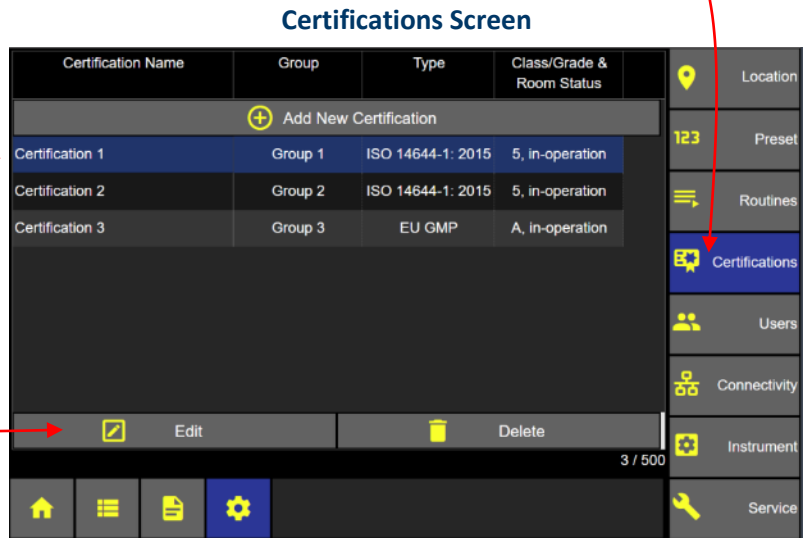 Certifications Screen
Certification Name Group Type Class/Grade &
Room Status
Add New Certification
Certification 1 Group 1 ISO 14644-1: 2015 5, in-operation
Certification 2 Group 2 ISO 14644-1: 2015 5, in-operation
Certification 3 Group 3 EU GMP A, in-operation
Edit Delete
3 / 500
Location
123 Preset
Routines
Certifications
Users
Connectivity
Instrument
Service